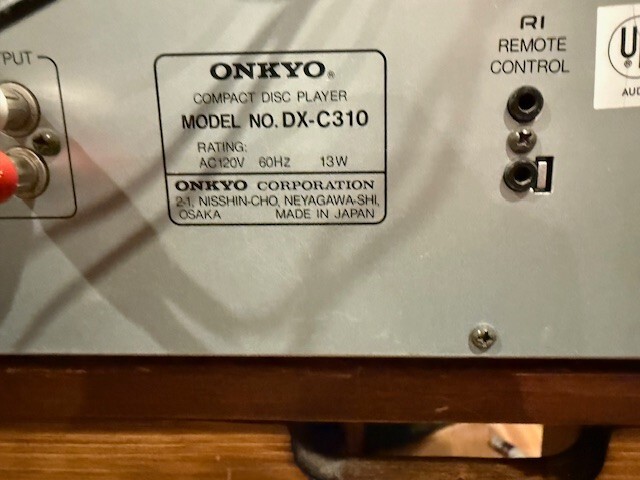 ONKYO®
COMPACT DISC PLAYER
MODEL NO. DX-C310
RATING:
AC120V 60Hz 13W
ONKYO CORPORATION
2-1, NISSHIN-CHO, NEYAGAWA-SHI,
OSAKA MADE IN JAPAN
RI
REMOTE
CONTROL